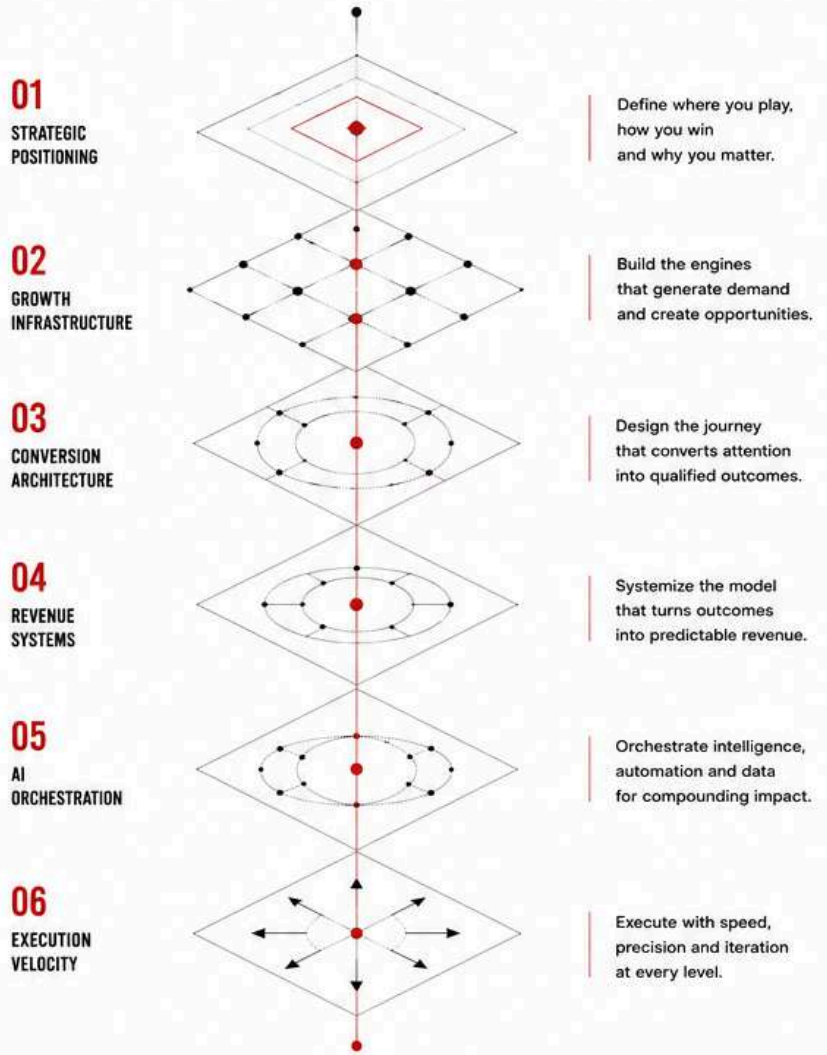 01
STRATEGIC
POSITIONING
Define where you play,
how you win
and why you matter.
02
GROWTH
INFRASTRUCTURE
Build the engines
that generate demand
and create opportunities.
03
CONVERSION
ARCHITECTURE
Design the journey
that converts attention
into qualified outcomes.
04
REVENUE
SYSTEMS
Systemize the model
that turns outcomes
into predictable revenue.
05
AI
ORCHESTRATION
Orchestrate intelligence,
automation and data
for compounding impact.
06
EXECUTION
VELOCITY
Execute with speed,
precision and iteration
at every level.